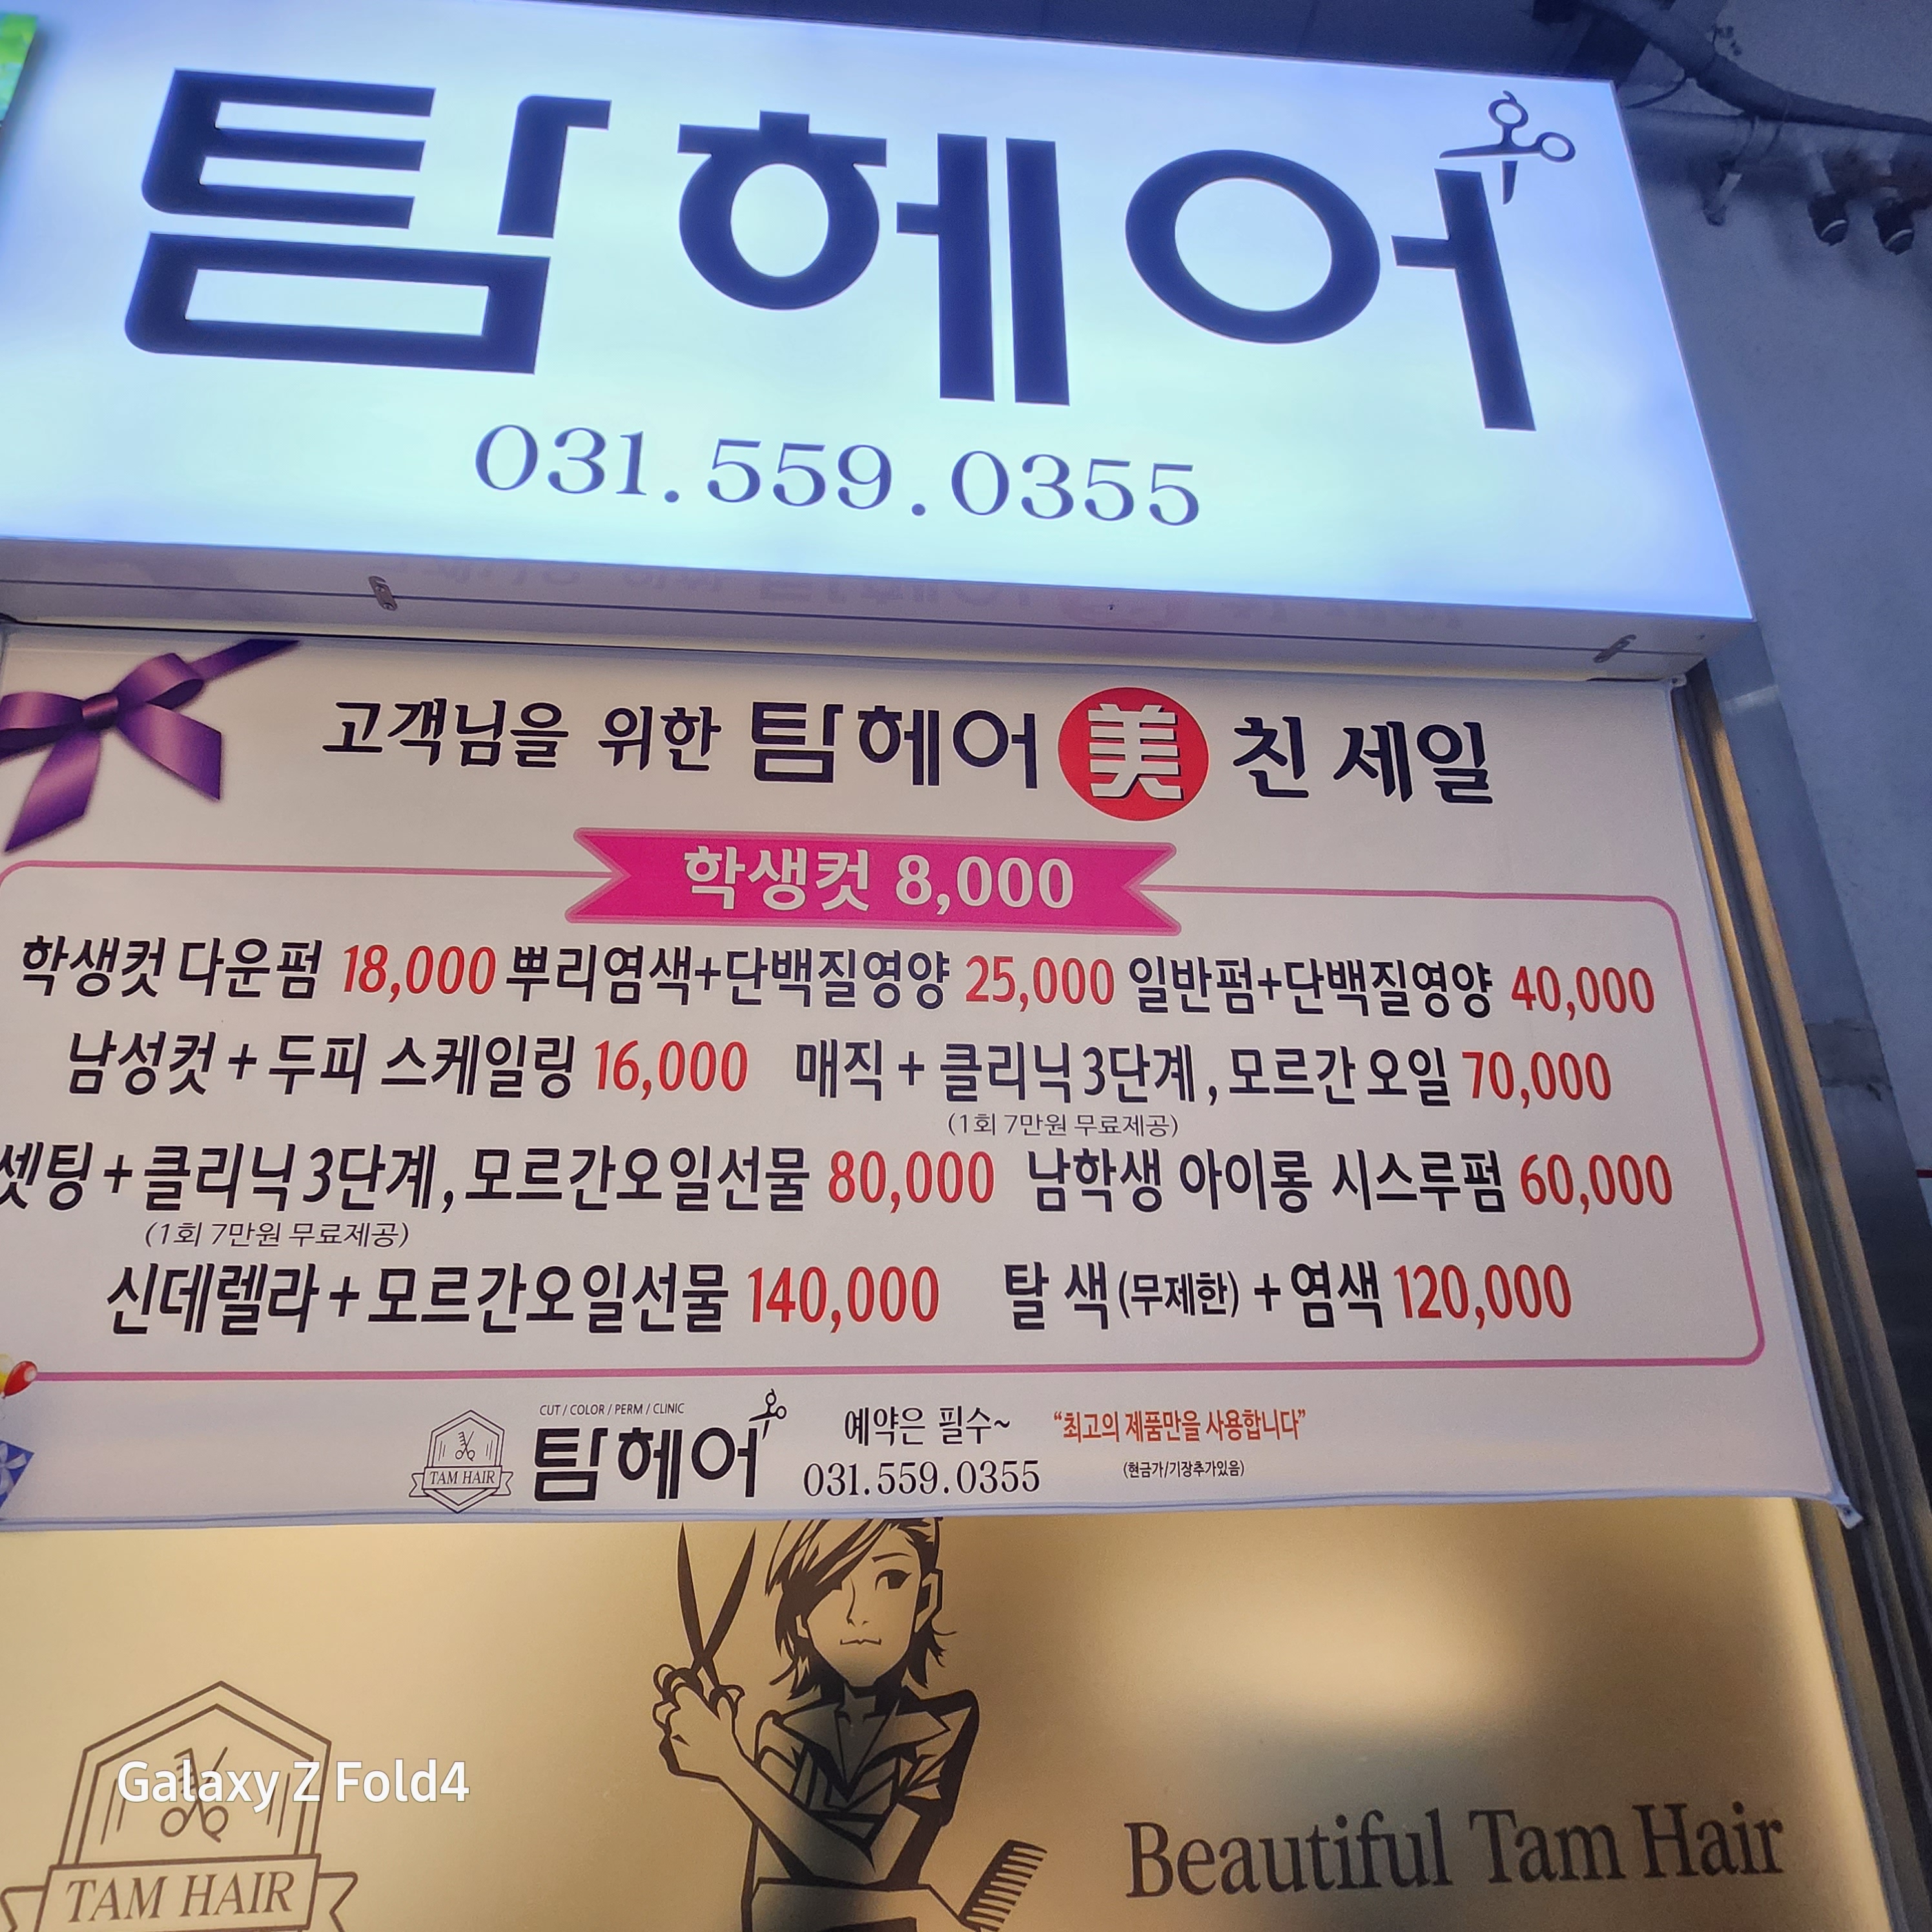 탐헤어
031.559.0355
고객님을 위한 탐헤어 美친 세일
학생컷 8,000
학생컷 다운펌 18,000 뿌리염색+단백질영양 25,000 일반펌+단백질영양 40,000
남성컷 + 두피 스케일링 16,000 매직 + 클리닉 3단계, 모르간 오일 70,000
(1회 7만원 무료제공)
셋팅 + 클리닉 3단계, 모르간오일선물 80,000 남학생 아이롱 시스루펌 60,000
(1회 7만원 무료제공)
신데렐라 + 모르간오일선물 140,000 탈 색 (무제한) + 염색 120,000
CUT / COLOR / PERM / CLINIC
TAM HAIR 탐헤어 예약은 필수~ "최고의 제품만을 사용합니다"
031.559.0355 (현금가/기장추가있음)
Galaxy Z Fold4
TAM HAIR
Beautiful Tam Hair